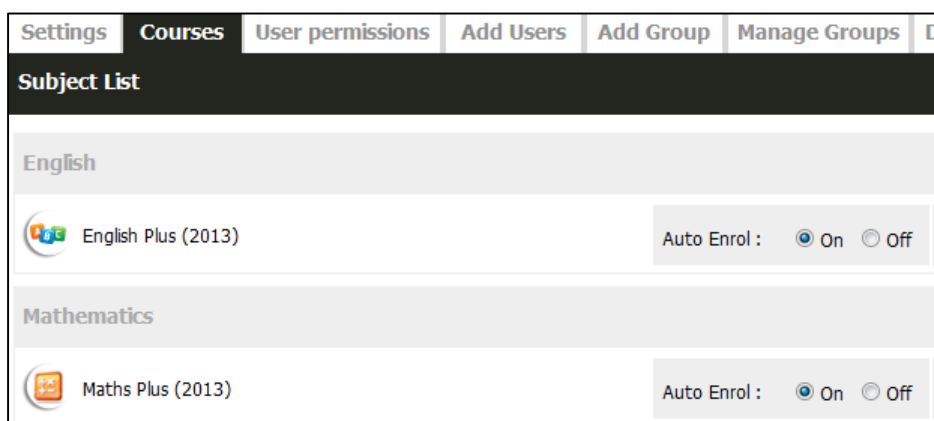 Settings Courses User permissions Add Users Add Group Manage Groups
Subject List
English
English Plus (2013) Auto Enrol : On Off
Mathematics
Maths Plus (2013) Auto Enrol : On Off